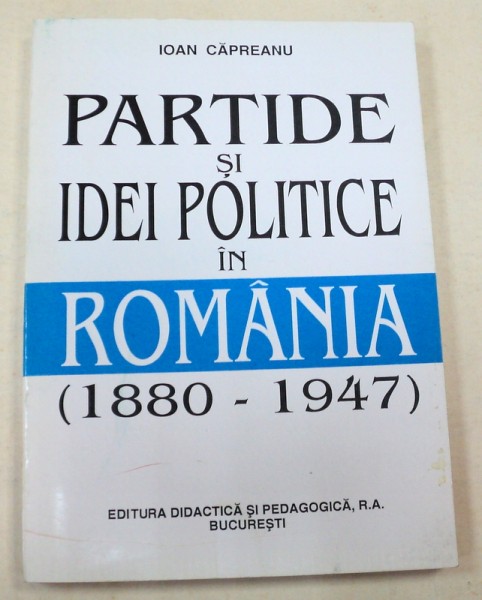 IOAN CĂPREANU
PARTIDE
ȘI
IDEI POLITICE
ÎN
ROMÂNIA
(1880 - 1947)
EDITURA DIDACTICĂ ȘI PEDAGOGICĂ, R.A.
BUCUREȘTI